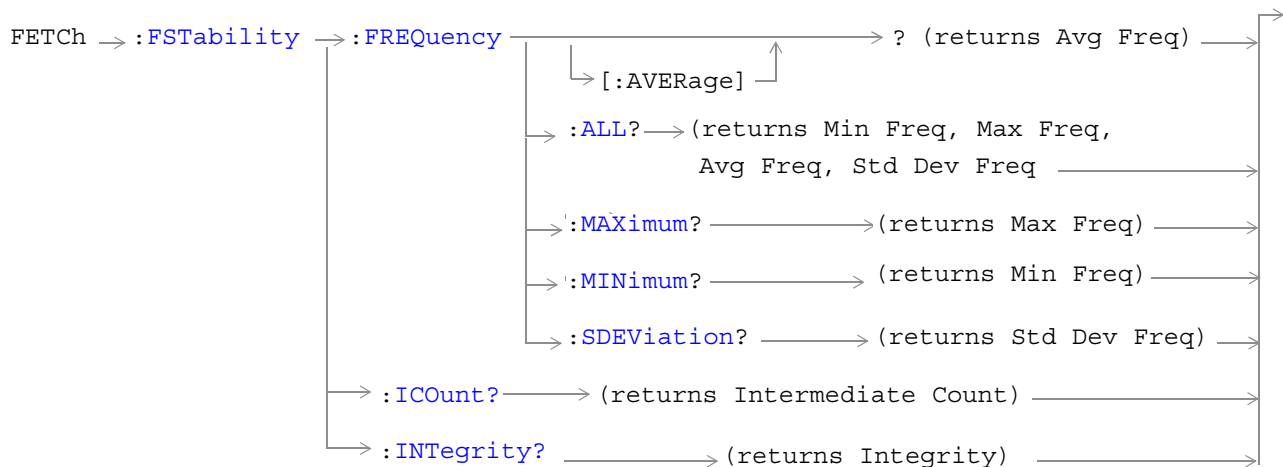 FETCh :FSTability :FREQuency ? (returns Avg Freq)
[:AVERage]
:ALL? (returns Min Freq, Max Freq,
Avg Freq, Std Dev Freq
:MAXimum? (returns Max Freq)
:MINimum? (returns Min Freq)
:SDEViation? (returns Std Dev Freq)
:ICOunt? (returns Intermediate Count)
:INTegrity? (returns Integrity)